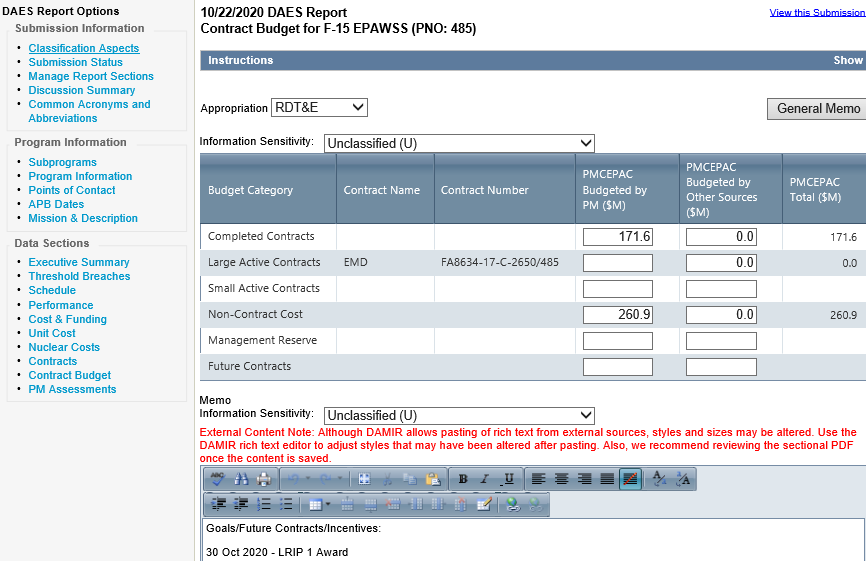 DAES Report Options
Submission Information
Classification Aspects
Submission Status
Manage Report Sections
Discussion Summary
Common Acronyms and
Abbreviations
Program Information
Subprograms
Program Information
Points of Contact
APB Dates
Mission & Description
Data Sections
Executive Summary
Threshold Breaches
Schedule
Performance
Cost & Funding
Unit Cost
Nuclear Costs
Contracts
Contract Budget
PM Assessments
10/22/2020 DAES Report
View this Submission
Contract Budget for F-15 EPAWSS (PNO: 485)
Instructions Show
Appropriation RDT&E
General Memo
Information Sensitivity: Unclassified (U)
Budget Category Contract Name Contract Number PMCEPAC Budgeted by PM ($M) PMCEPAC Budgeted by Other Sources ($M) PMCEPAC Total ($M)
Completed Contracts 171.6 0.0 171.6
Large Active Contracts EMD FA8634-17-C-2650/485 0.0 0.0
Small Active Contracts
Non-Contract Cost 260.9 0.0 260.9
Management Reserve
Future Contracts
Memo
Information Sensitivity: Unclassified (U)
External Content Note: Although DAMIR allows pasting of rich text from external sources, styles and sizes may be altered. Use the
DAMIR rich text editor to adjust styles that may have been altered after pasting. Also, we recommend reviewing the sectional PDF
once the content is saved.
B I U
Goals/Future Contracts/Incentives:
30 Oct 2020 - LRIP 1 Award